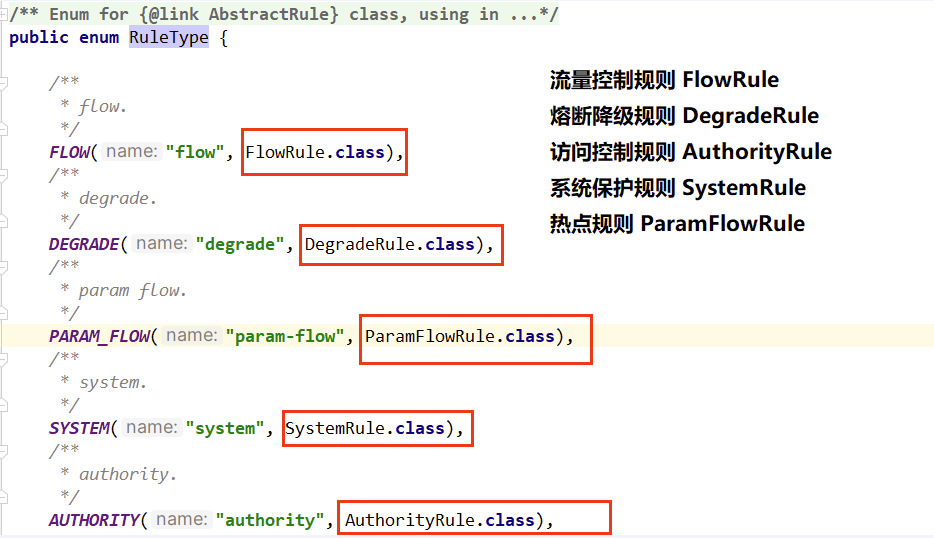 /** Enum for {@link AbstractRule} class, using in ...*/
public enum RuleType {
/**
* flow.
*/
FLOW( name: "flow", FlowRule.class),
/**
* degrade.
*/
DEGRADE( name: "degrade", DegradeRule.class),
/**
* param flow.
*/
PARAM_FLOW( name: "param-flow", ParamFlowRule.class),
/**
* system.
*/
SYSTEM( name: "system", SystemRule.class),
/**
* authority.
*/
AUTHORITY( name: "authority", AuthorityRule.class),
流量控制规则 FlowRule
熔断降级规则 DegradeRule
访问控制规则 AuthorityRule
系统保护规则 SystemRule
热点规则 ParamFlowRule